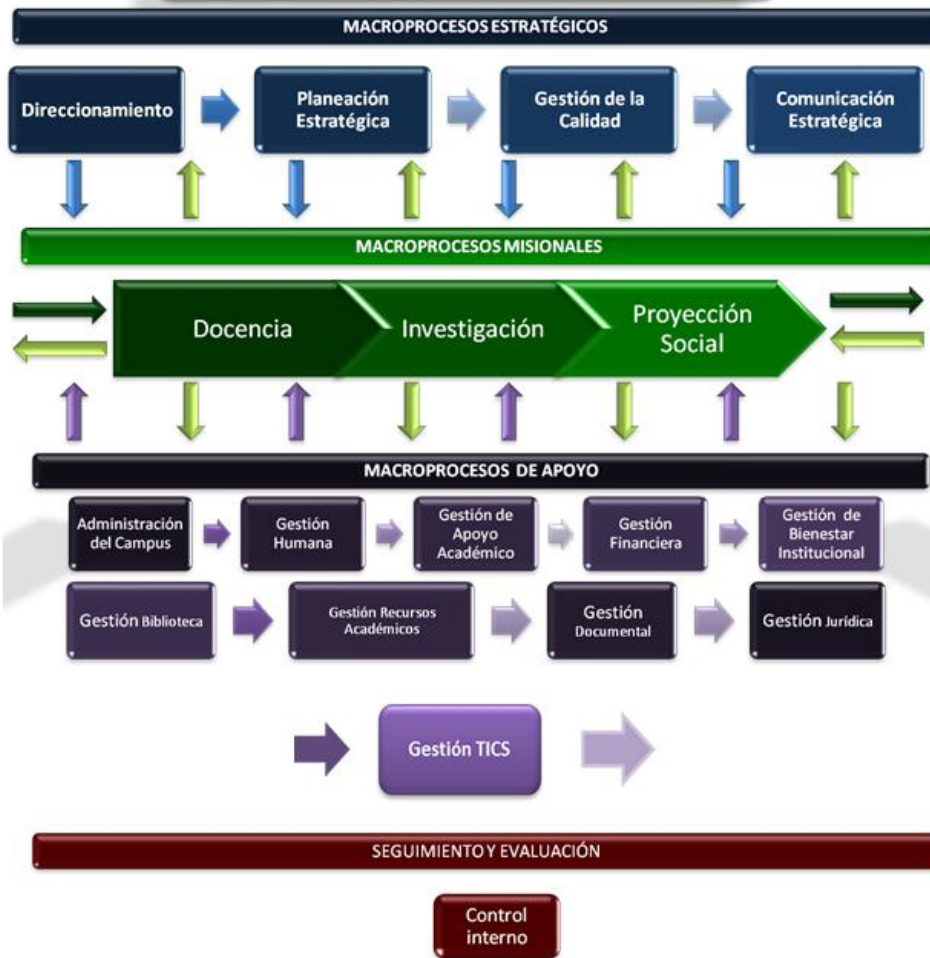 MACROPROCESOS ESTRATÉGICOS
Direccionamiento
Planeación
Estratégica
Gestión de la
Calidad
Comunicación
Estratégica
MACROPROCESOS MISIONALES
Docencia
Investigación
Proyección
Social
MACROPROCESOS DE APOYO
Administración
del Campus
Gestión
Humana
Gestión de
Apoyo
Académico
Gestión
Financiera
Gestión de
Bienestar
Institucional
Gestión Biblioteca
Gestión Recursos
Académicos
Gestión
Documental
Gestión Jurídica
Gestión TICS
SEGUIMIENTO Y EVALUACIÓN
Control
interno